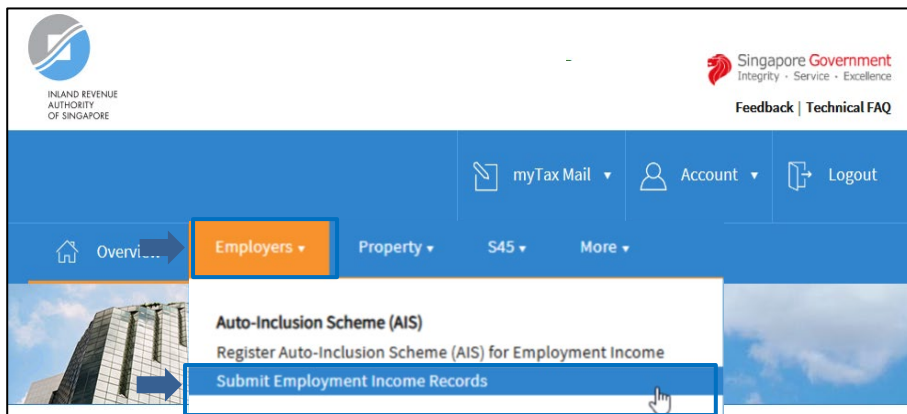 INLAND REVENUE
AUTHORITY
OF SINGAPORE
Singapore Government
Integrity · Service · Excellence
Feedback | Technical FAQ
myTax Mail
Account
Logout
Overview
Employers
Property
S45
More
Auto-Inclusion Scheme (AIS)
Register Auto-Inclusion Scheme (AIS) for Employment Income
Submit Employment Income Records